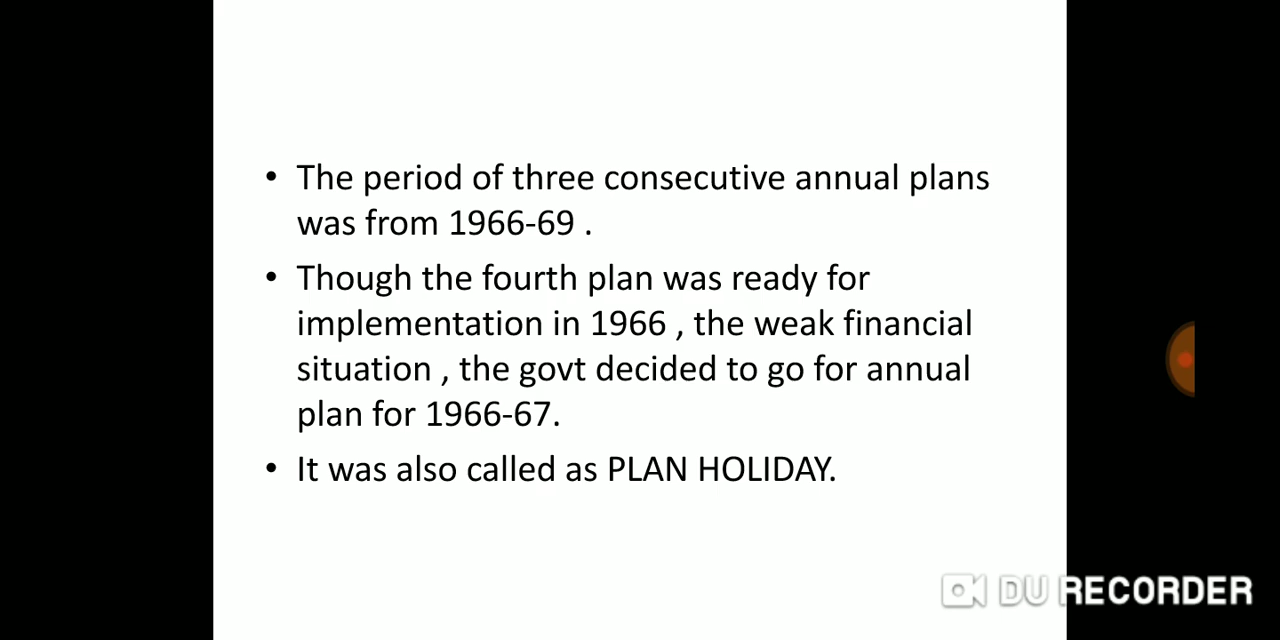 • The period of three consecutive annual plans
was from 1966-69 .
• Though the fourth plan was ready for
implementation in 1966 , the weak financial
situation , the govt decided to go for annual
plan for 1966-67.
• It was also called as PLAN HOLIDAY.
DU RECORDER